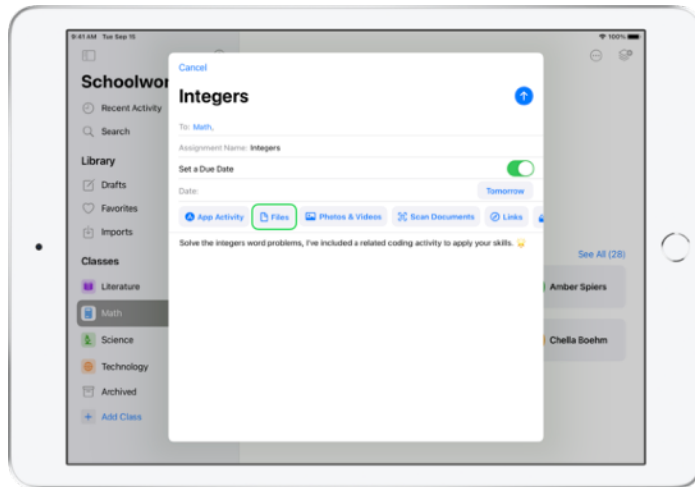 9:41 AM Tue Sep 15
100%
Schoolwor
Recent Activity
Search
Library
Drafts
Favorites
Imports
Classes
Literature
Math
Science
Technology
Archived
Add Class
Cancel
Integers
To: Math,
Assignment Name: Integers
Set a Due Date
Date: Tomorrow
App Activity Files Photos & Videos Scan Documents Links
Solve the integers word problems, I've included a related coding activity to apply your skills.
See All (28)
Amber Spiers
Chella Boehm